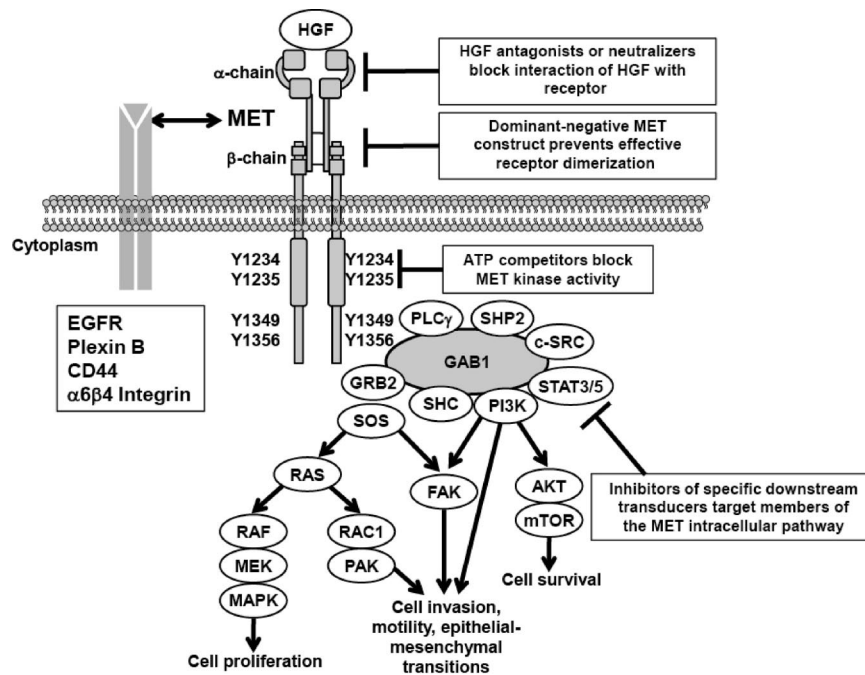 HGF
α-chain
HGF antagonists or neutralizers
block interaction of HGF with
receptor
MET
β-chain
Dominant-negative MET
construct prevents effective
receptor dimerization
Cytoplasm
Y1234
Y1235
Y1234
Y1235
ATP competitors block
MET kinase activity
Y1349
Y1356
Y1349
Y1356
EGFR
Plexin B
CD44
α6β4 Integrin
PLCγ
SHP2
c-SRC
GAB1
GRB2
STAT3/5
SHC
PI3K
SOS
RAS
FAK
AKT
mTOR
Inhibitors of specific downstream
transducers target members of
the MET intracellular pathway
RAF
MEK
MAPK
RAC1
PAK
Cell survival
Cell invasion,
motility, epithelial-
mesenchymal
transitions
Cell proliferation